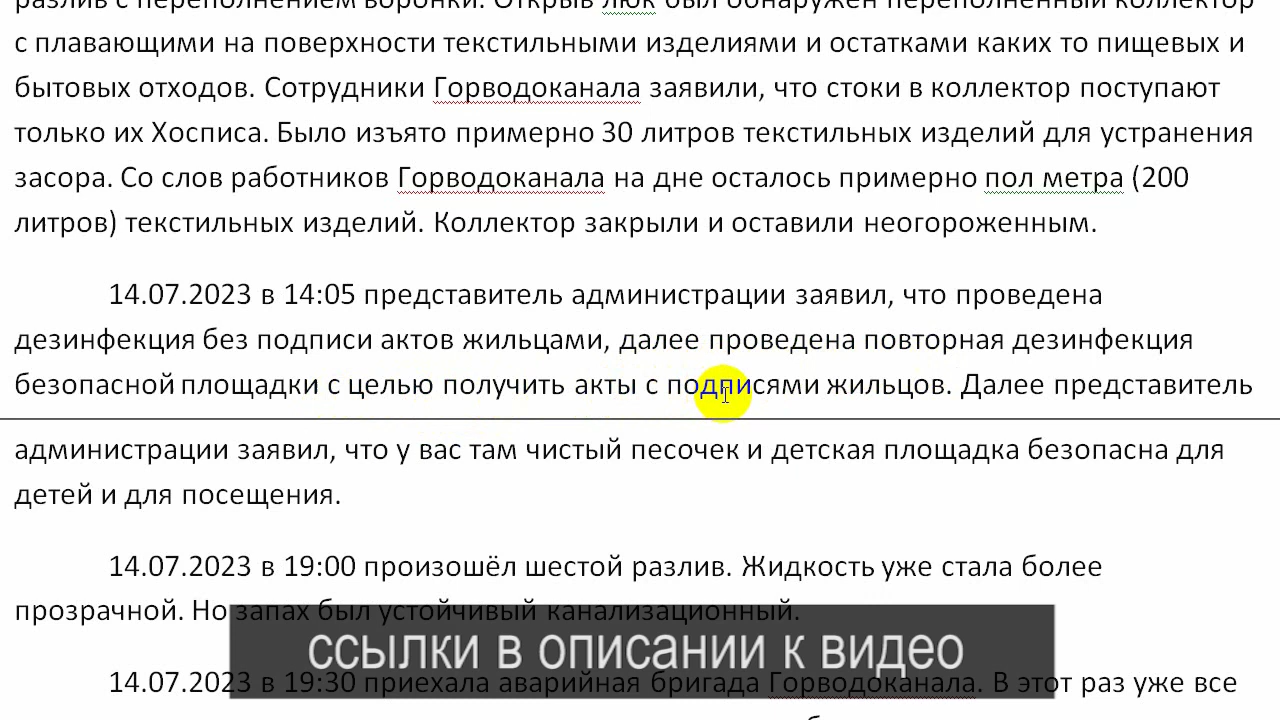 разлив с переполнением воронки. Открыв люк был обнаружен переполненный коллектор
с плавающими на поверхности текстильными изделиями и остатками каких то пищевых и
бытовых отходов. Сотрудники Горводоканала заявили, что стоки в коллектор поступают
только их Хосписа. Было изъято примерно 30 литров текстильных изделий для устранения
засора. Со слов работников Горводоканала на дне осталось примерно пол метра (200
литров) текстильных изделий. Коллектор закрыли и оставили неогороженным.
14.07.2023 в 14:05 представитель администрации заявил, что проведена
дезинфекция без подписи актов жильцами, далее проведена повторная дезинфекция
безопасной площадки с целью получить акты с подписями жильцов. Далее представитель
администрации заявил, что у вас там чистый песочек и детская площадка безопасна для
детей и для посещения.
14.07.2023 в 19:00 произошёл шестой разлив. Жидкость уже стала более
прозрачной. Но запах был устойчивый канализационный.
ссылки в описании к видео
14.07.2023 в 19:30 приехала аварийная бригада Горводоканала. В этот раз уже все